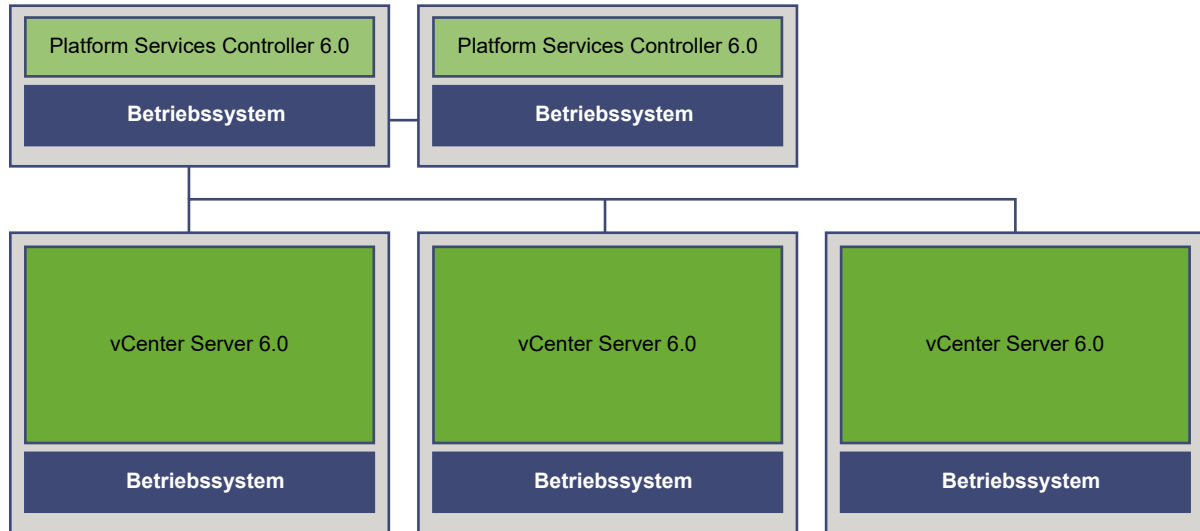 Platform Services Controller 6.0
Platform Services Controller 6.0
Betriebssystem
Betriebssystem
vCenter Server 6.0
vCenter Server 6.0
vCenter Server 6.0
Betriebssystem
Betriebssystem
Betriebssystem